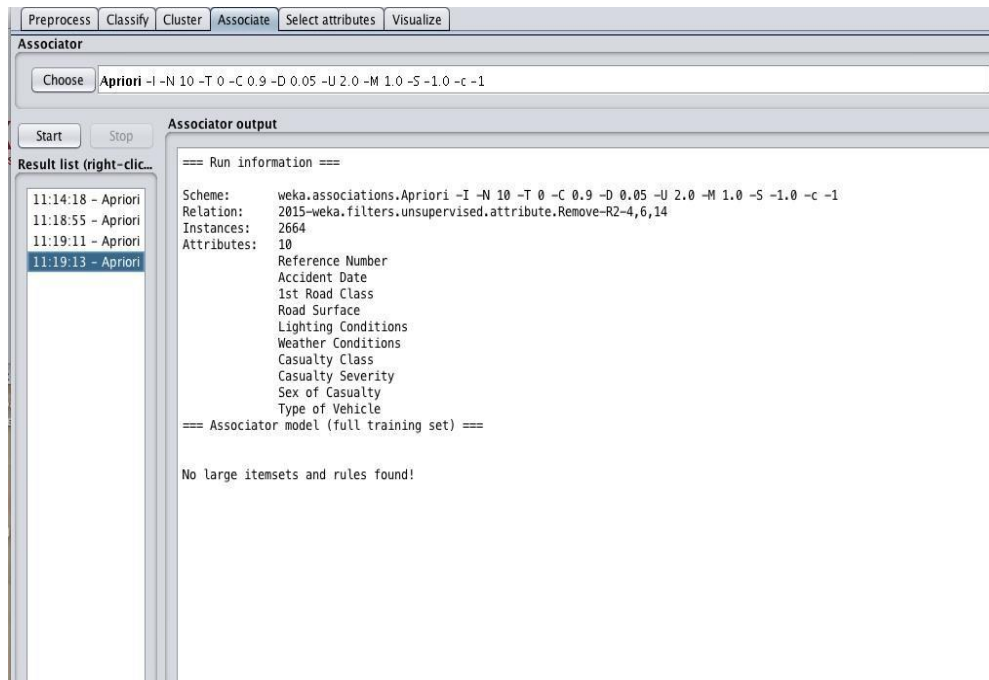 Preprocess Classify Cluster Associate Select attributes Visualize
Associator
Choose Apriori -I -N 10 -T 0 -C 0.9 -D 0.05 -U 2.0 -M 1.0 -S -1.0 -c -1
Start Stop
Result list (right-clic...
11:14:18 - Apriori
11:18:55 - Apriori
11:19:11 - Apriori
11:19:13 - Apriori
Associator output
=== Run information ===
Scheme: weka.associations.Apriori -I -N 10 -T 0 -C 0.9 -D 0.05 -U 2.0 -M 1.0 -S -1.0 -c -1
Relation: 2015-weka.filters.unsupervised.attribute.Remove-R2-4,6,14
Instances: 2664
Attributes: 10
Reference Number
Accident Date
1st Road Class
Road Surface
Lighting Conditions
Weather Conditions
Casualty Class
Casualty Severity
Sex of Casualty
Type of Vehicle
=== Associator model (full training set) ===
No large itemsets and rules found!